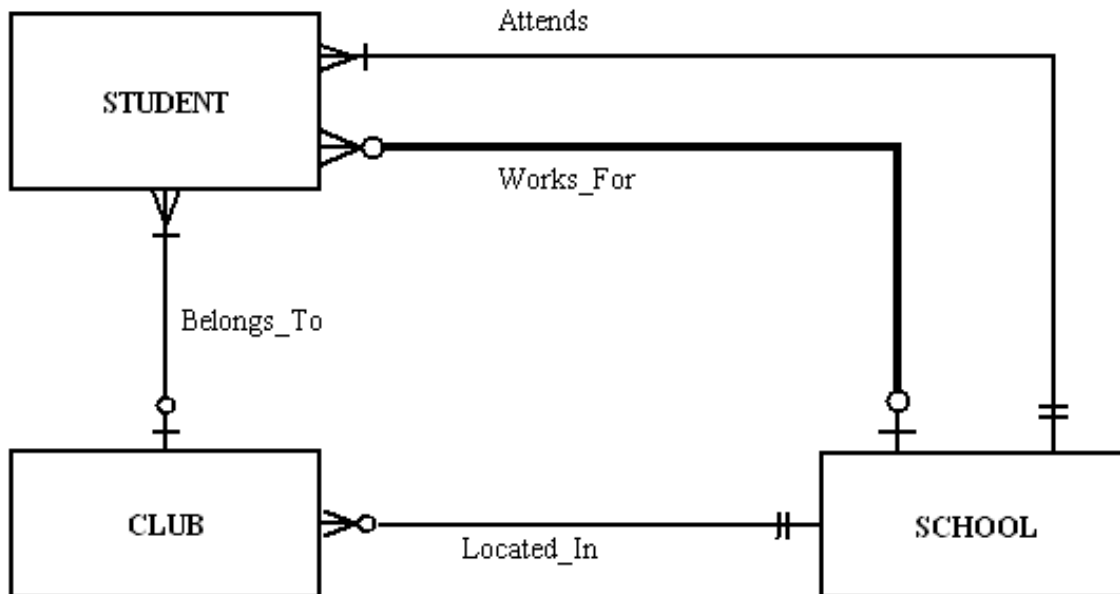 Attends
STUDENT
Works_For
Belongs_To
CLUB
SCHOOL
Located_In